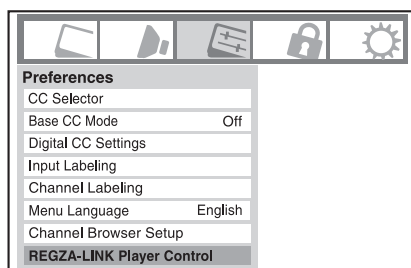 Preferences
CC Selector
Base CC Mode Off
Digital CC Settings
Input Labeling
Channel Labeling
Menu Language English
Channel Browser Setup
REGZA-LINK Player Control